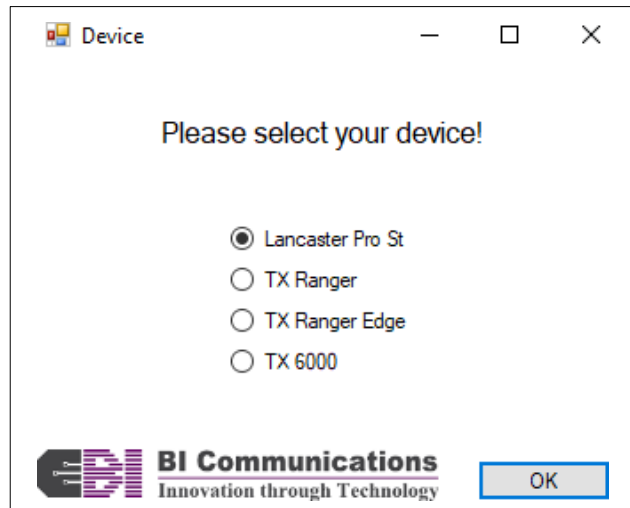 Device
Please select your device!
Lancaster Pro St
TX Ranger
TX Ranger Edge
TX 6000
BI
BI Communications
Innovation through Technology
OK